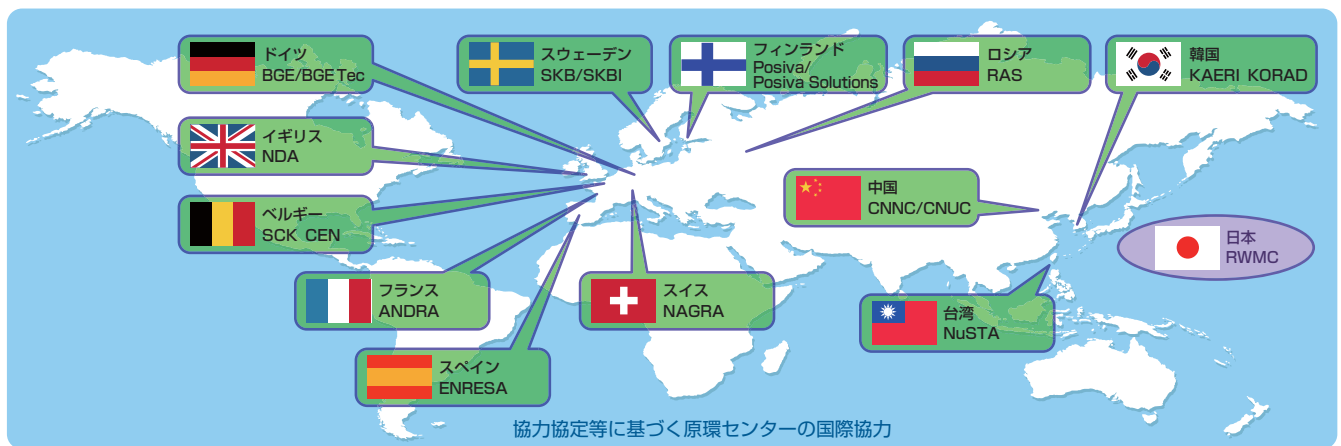 ドイツ
BGE/BGE Tec
スウェーデン
SKB/SKBI
フィンランド
Posiva/
Posiva Solutions
ロシア
RAS
韓国
KAERI KORAD
イギリス
NDA
中国
CNNC/CNUC
ベルギー
SCK CEN
日本
RWMC
フランス
ANDRA
スイス
NAGRA
台湾
NuSTA
スペイン
ENRESA
協力協定等に基づく原環センターの国際協力